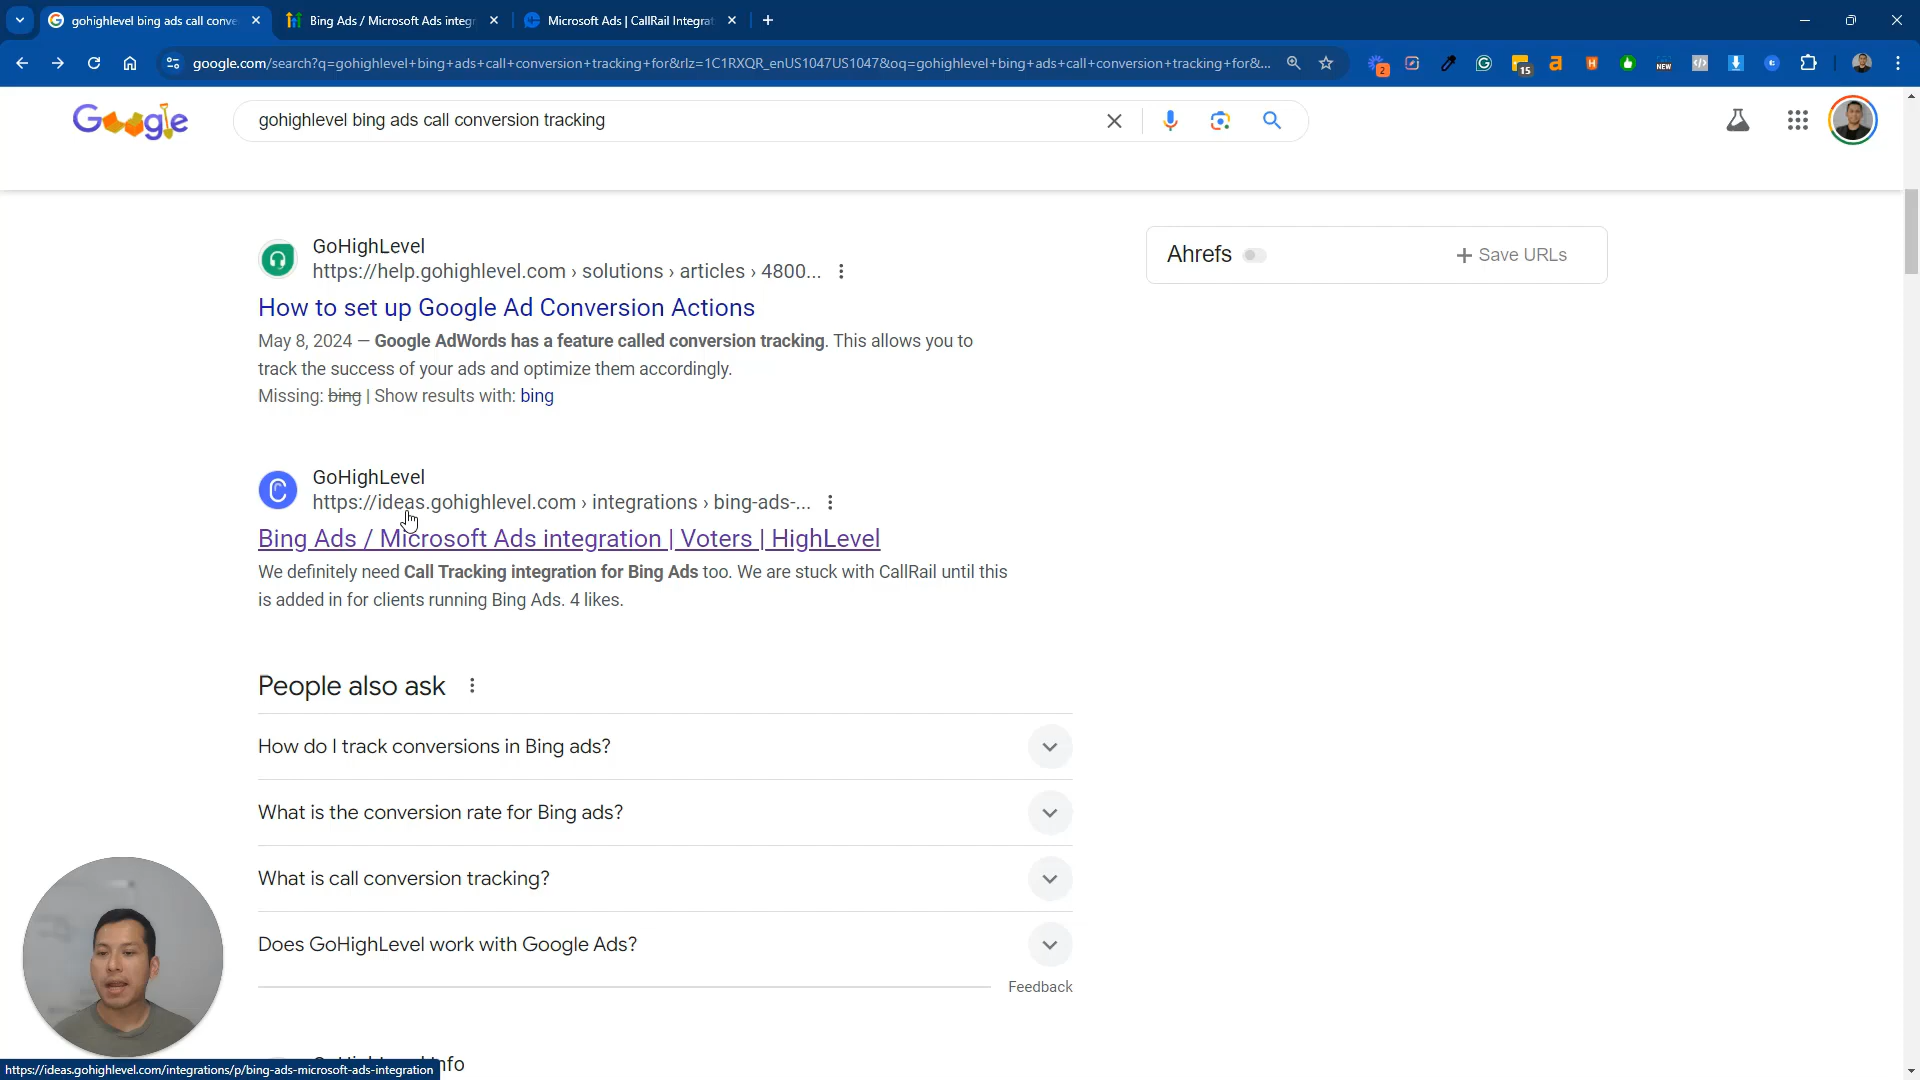 gohighlevel bing ads call conve
Bing Ads / Microsoft Ads integ
Microsoft Ads | CallRail Integrat
google.com/search?q=gohighlevel+bing+ads+call+conversion+tracking+for&rlz=1C1RXQR_enUS1047US1047&oq=gohighlevel+bing+ads+call+conversion+tracking+for&...
2
15
NEW
Google
gohighlevel bing ads call conversion tracking
GoHighLevel
https://help.gohighlevel.com › solutions › articles › 4800...
How to set up Google Ad Conversion Actions
May 8, 2024 — Google AdWords has a feature called conversion tracking. This allows you to
track the success of your ads and optimize them accordingly.
Missing: bing | Show results with: bing
Ahrefs
+ Save URLs
GoHighLevel
https://ideas.gohighlevel.com › integrations › bing-ads-...
Bing Ads / Microsoft Ads integration | Voters | HighLevel
We definitely need Call Tracking integration for Bing Ads too. We are stuck with CallRail until this
is added in for clients running Bing Ads. 4 likes.
People also ask
How do I track conversions in Bing ads?
What is the conversion rate for Bing ads?
What is call conversion tracking?
Does GoHighLevel work with Google Ads?
Feedback
https://ideas.gohighlevel.com/integrations/p/bing-ads-microsoft-ads-integration